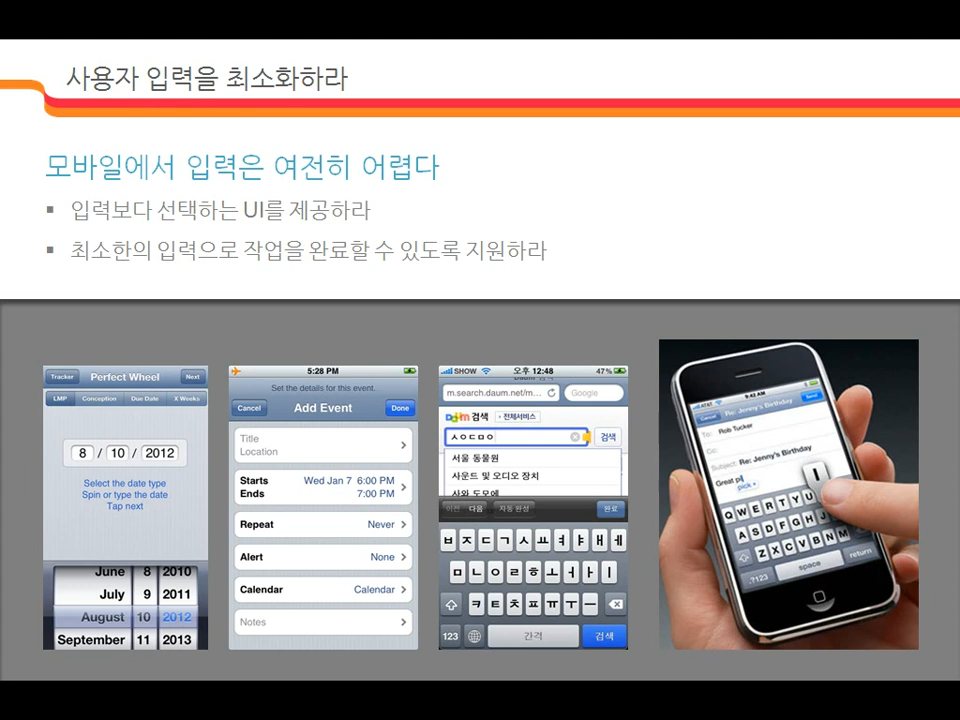 사용자 입력을 최소화하라
모바일에서 입력은 여전히 어렵다
▪ 입력보다 선택하는 UI를 제공하라
▪ 최소한의 입력으로 작업을 완료할 수 있도록 지원하라
Tracker Perfect Wheel Next
LMP Conception Due Date X Weeks
8 / 10 / 2012
Select the date type
Spin or type the date
Tap next
June 8 2010
July 9 2011
August 10 2012
September 11 2013
5:28 PM
Set the details for this event.
Cancel Add Event Done
Title
Location
Starts Wed Jan 7 6:00 PM
Ends 7:00 PM
Repeat Never
Alert None
Calendar Calendar
Notes
SHOW 오후 12:48 47%
m.search.daum.net/m... Google
Daum 검색 전체서비스
ㅅㅇㄷㅁㅇ 검색
서울 동물원
사운드 및 오디오 장치
사와 도모에
이전 다음 자동 완성 완료
ㅂ ㅈ ㄷ ㄱ ㅅ ㅛ ㅕ ㅑ ㅐ ㅔ
ㅁ ㄴ ㅇ ㄹ ㅎ ㅗ ㅓ ㅏ ㅣ
ㅋ ㅌ ㅊ ㅍ ㅠ ㅜ ㅡ
123 간격 검색
AT&T 9:42 AM
Cancel Re: Jenny's Birthday Send
To: Rob Tucker
Cc:
Subject: Re: Jenny's Birthday
Great pi
pick
I
Q W E R T Y U
A S D F G H J
Z X C V B N M
.?123 space return